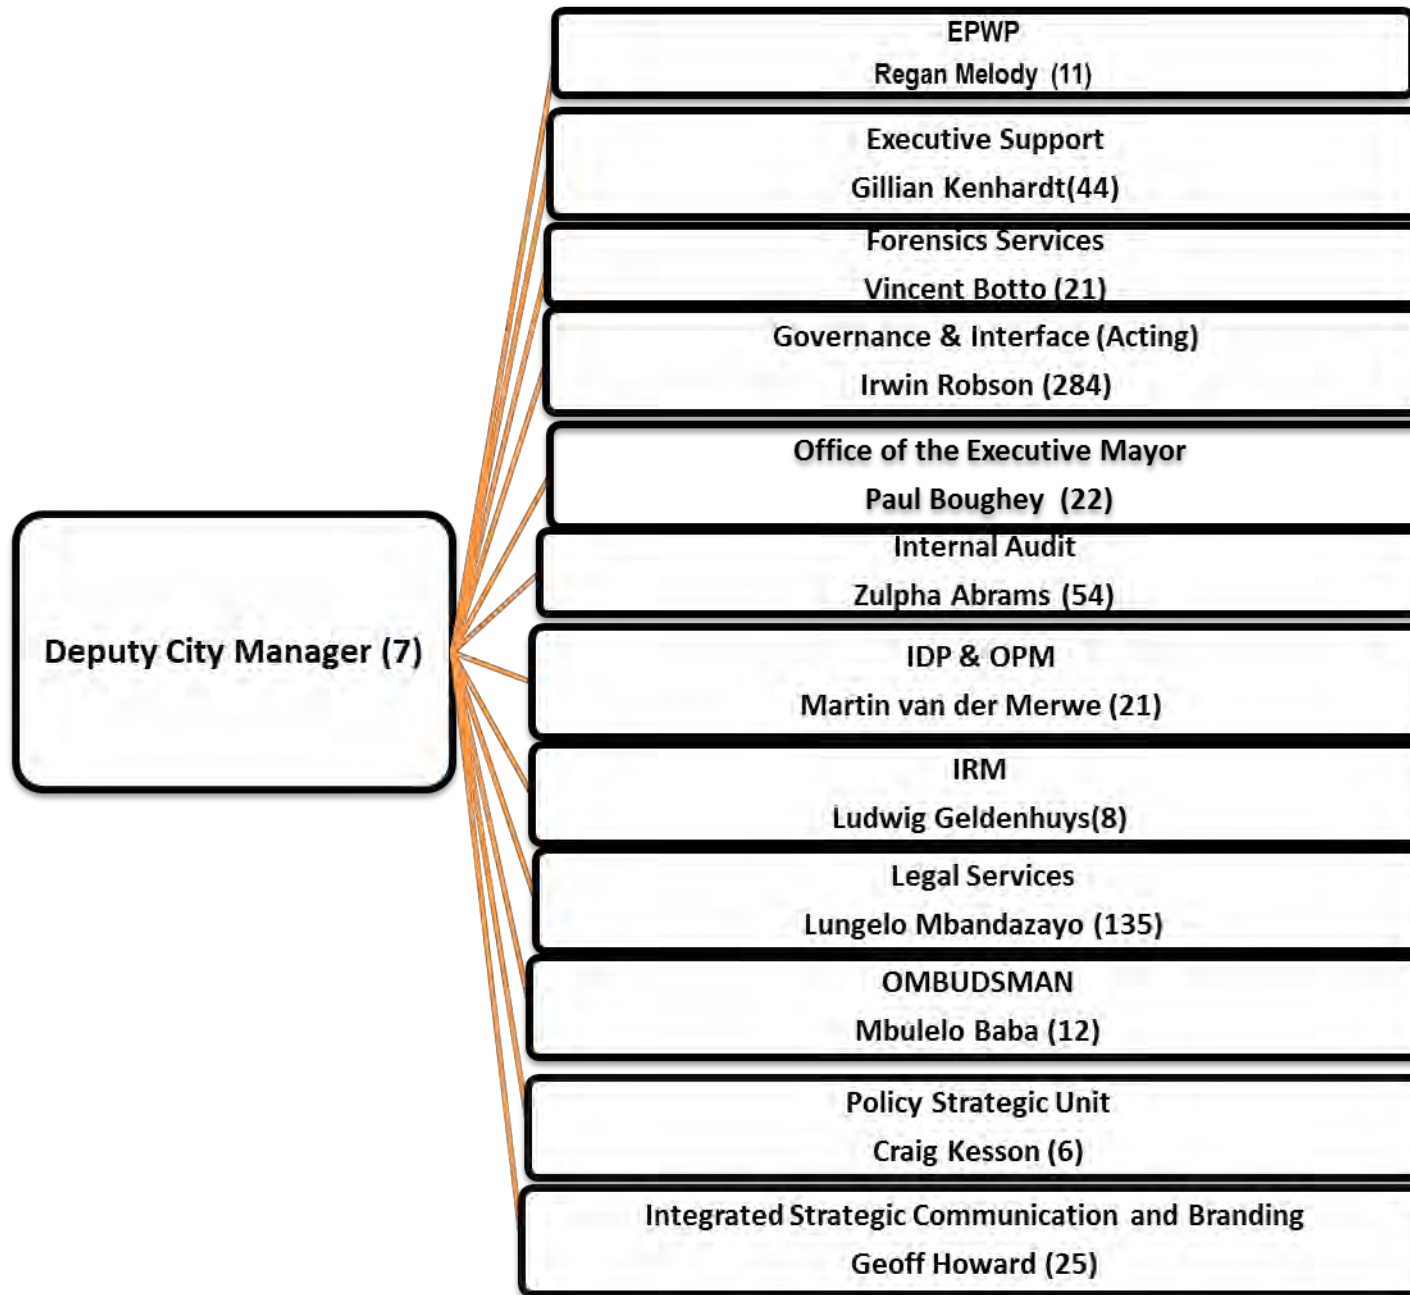 EPWP
Regan Melody (11)
Executive Support
Gillian Kenhardt(44)
Forensics Services
Vincent Botto (21)
Governance & Interface (Acting)
Irwin Robson (284)
Office of the Executive Mayor
Paul Boughey (22)
Internal Audit
Zulpha Abrams (54)
Deputy City Manager (7)
IDP & OPM
Martin van der Merwe (21)
IRM
Ludwig Geldenhuys(8)
Legal Services
Lungelo Mbandazayo (135)
OMBUDSMAN
Mbulelo Baba (12)
Policy Strategic Unit
Craig Kesson (6)
Integrated Strategic Communication and Branding
Geoff Howard (25)